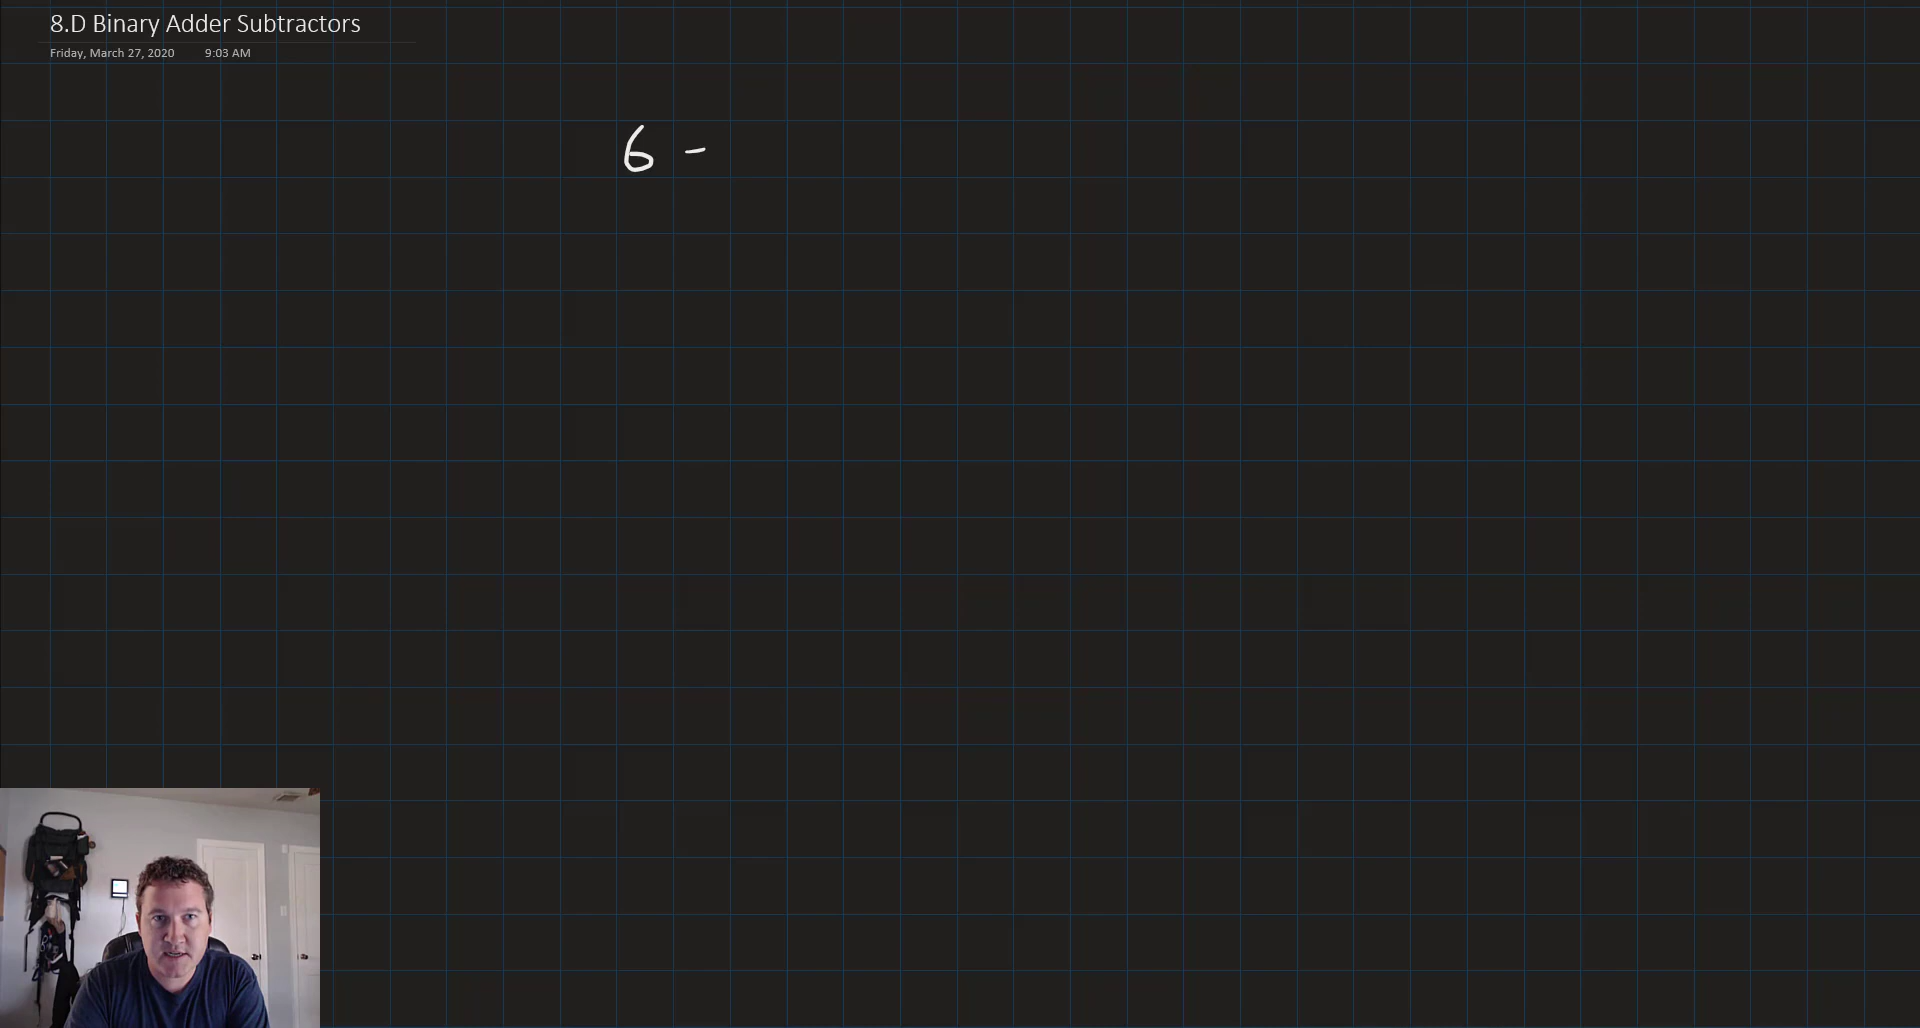 8.D Binary Adder Subtractors
Friday, March 27, 2020 9:03 AM
6 -